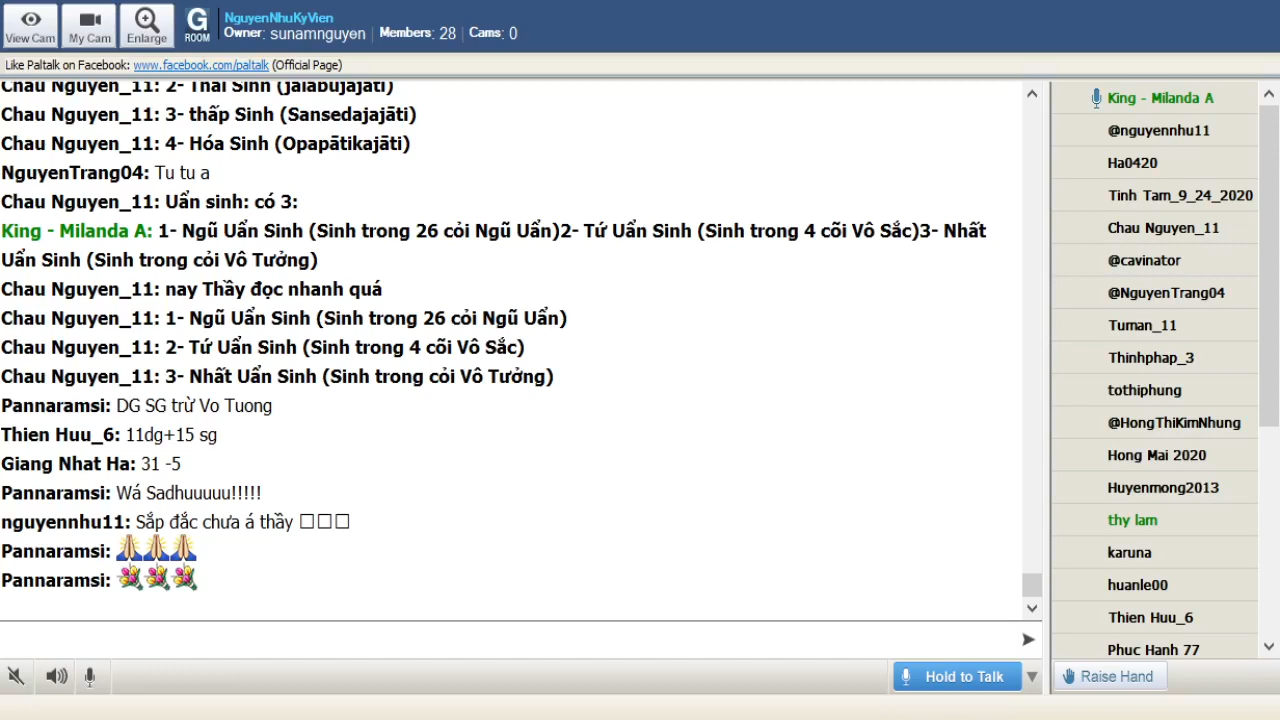 View Cam
My Cam
Enlarge
G
ROOM
NguyenNhuKyVien
Owner: sunamnguyen | Members: 28 | Cams: 0
Like Paltalk on Facebook: www.facebook.com/paltalk (Official Page)
Chau Nguyen_11: 2- Thai Sinh (jalabujajāti)
Chau Nguyen_11: 3- thấp Sinh (Sansedajajāti)
Chau Nguyen_11: 4- Hóa Sinh (Opapātikajāti)
NguyenTrang04: Tu tu a
Chau Nguyen_11: Uẩn sinh: có 3:
King - Milanda A: 1- Ngũ Uẩn Sinh (Sinh trong 26 cỏi Ngũ Uẩn)2- Tứ Uẩn Sinh (Sinh trong 4 cõi Vô Sắc)3- Nhất
Uẩn Sinh (Sinh trong cỏi Vô Tưởng)
Chau Nguyen_11: nay Thầy đọc nhanh quá
Chau Nguyen_11: 1- Ngũ Uẩn Sinh (Sinh trong 26 cỏi Ngũ Uẩn)
Chau Nguyen_11: 2- Tứ Uẩn Sinh (Sinh trong 4 cõi Vô Sắc)
Chau Nguyen_11: 3- Nhất Uẩn Sinh (Sinh trong cỏi Vô Tưởng)
Pannaramsi: DG SG trừ Vo Tuong
Thien Huu_6: 11dg+15 sg
Giang Nhat Ha: 31 -5
Pannaramsi: Wá Sadhuuuuu!!!!!
nguyennhu11: Sắp đắc chưa á thầy □□□
Pannaramsi: 🙏🙏🙏
Pannaramsi: 💐💐💐
Hold to Talk
King - Milanda A
@nguyennhu11
Ha0420
Tinh Tam_9_24_2020
Chau Nguyen_11
@cavinator
@NguyenTrang04
Tuman_11
Thinhphap_3
tothiphung
@HongThiKimNhung
Hong Mai 2020
Huyenmong2013
thy lam
karuna
huanle00
Thien Huu_6
Phuc Hanh 77
Raise Hand